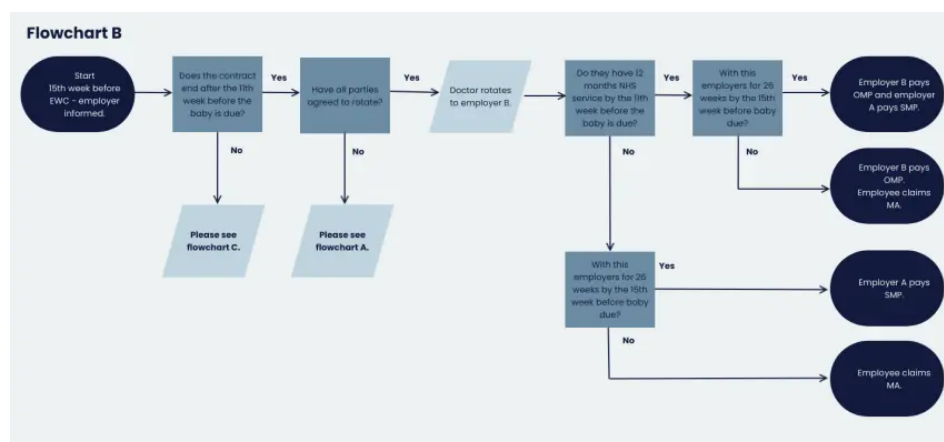 Flowchart B
Start
15th week before
EWC - employer
informed.
Does the contract
end after the 11th
week before the
baby is due?
Yes
No
Have all parties
agreed to rotate?
Yes
No
Doctor rotates
to employer B.
Do they have 12
months NHS
service by the 11th
week before the
baby is due?
Yes
No
With this
employers for 26
weeks by the 15th
week before baby
due?
Yes
No
Employer B pays
OMP and employer
A pays SMP.
Employer B pays
OMP.
Employee claims
MA.
Please see
flowchart C.
Please see
flowchart A.
With this
employers for 26
weeks by the 15th
week before baby
due?
Yes
No
Employer A pays
SMP.
Employee claims
MA.